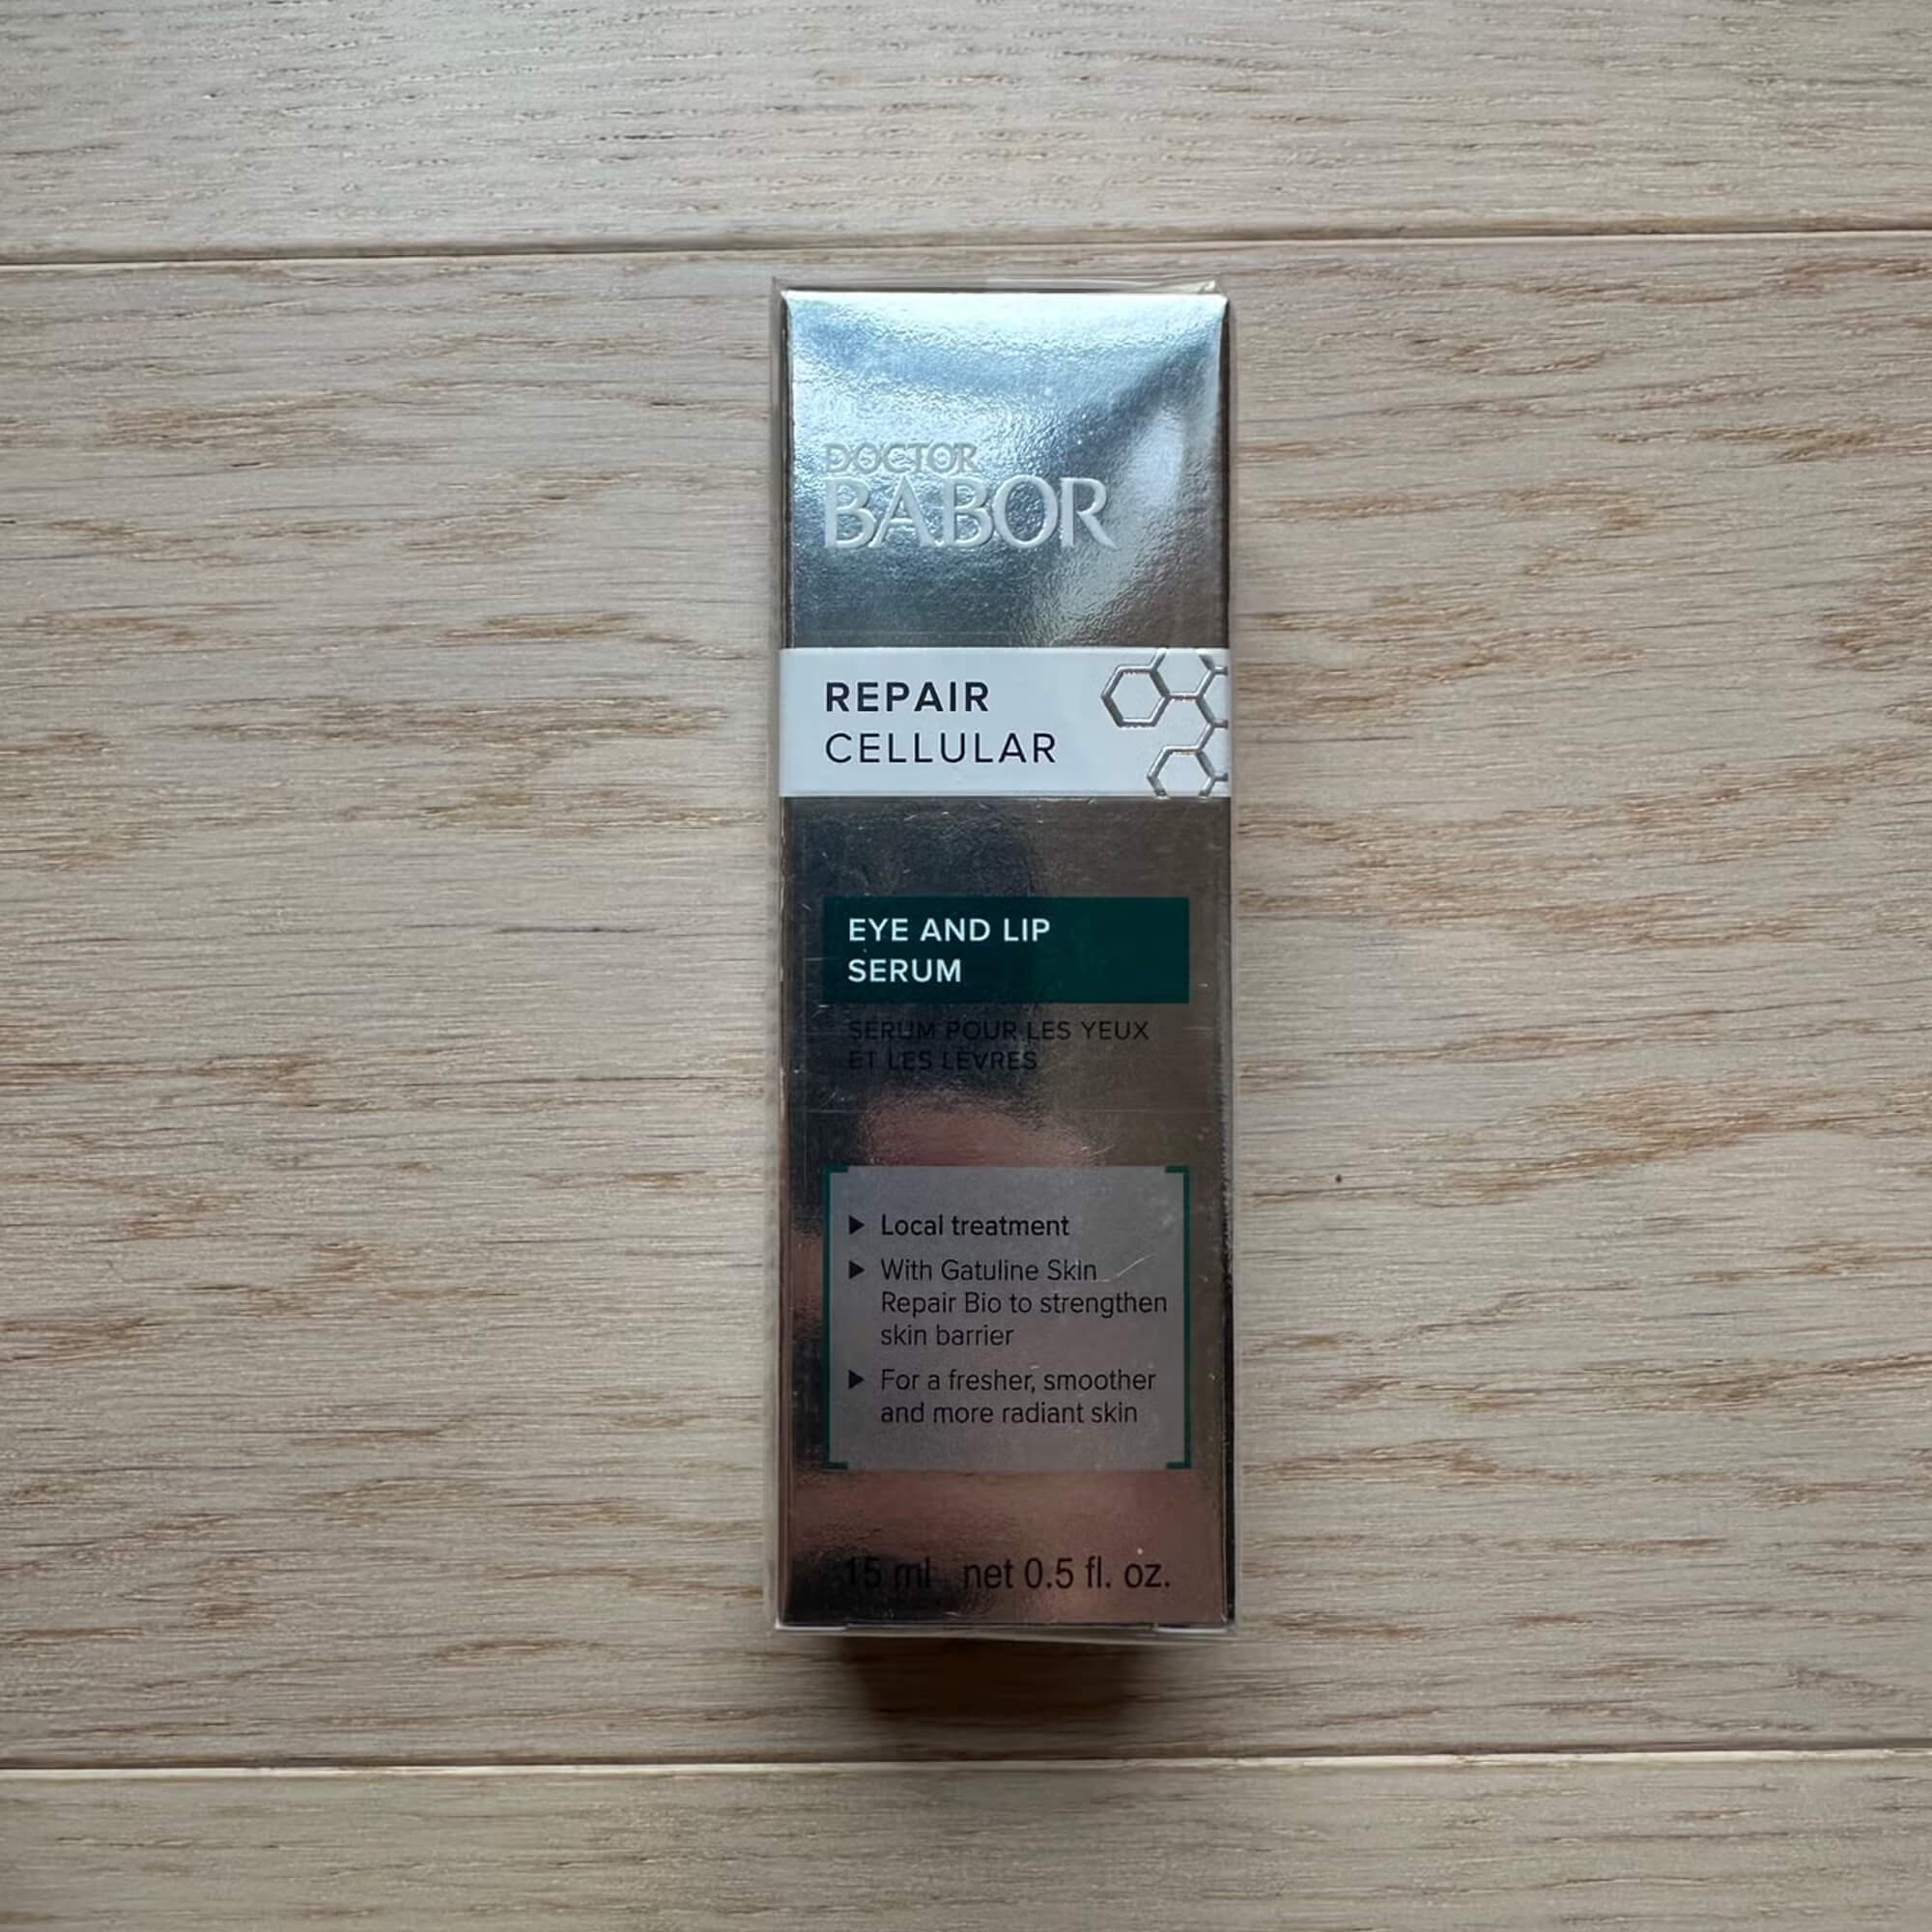 DOCTOR
BABOR
REPAIR
CELLULAR
EYE AND LIP
SERUM
SÉRUM POUR LES YEUX
ET LES LÈVRES
Local treatment
With Gatuline Skin
Repair Bio to strengthen
skin barrier
For a fresher, smoother
and more radiant skin
15 ml net 0.5 fl. oz.